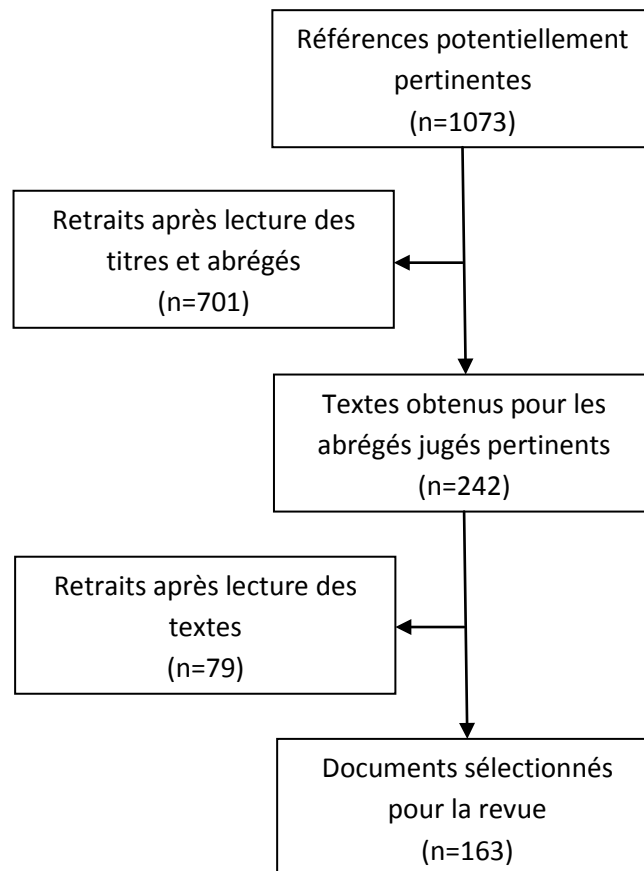 Références potentiellement
pertinentes
(n=1073)
Retraits après lecture des
titres et abrégés
(n=701)
Textes obtenus pour les
abrégés jugés pertinents
(n=242)
Retraits après lecture des
textes
(n=79)
Documents sélectionnés
pour la revue
(n=163)